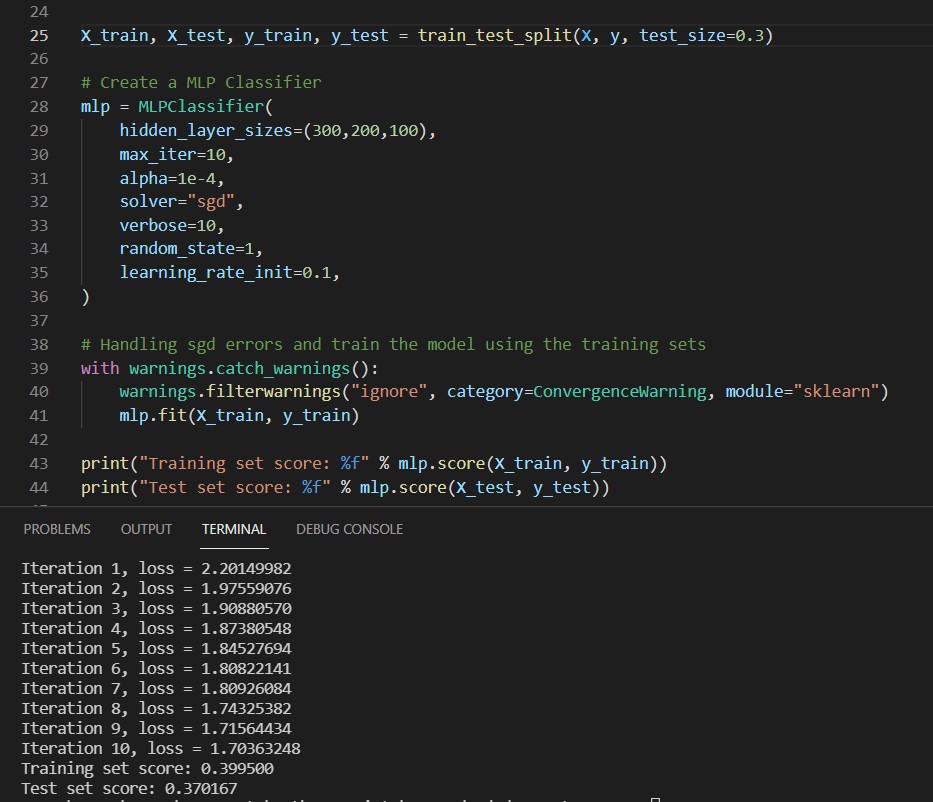 24
25 X_train, X_test, y_train, y_test = train_test_split(X, y, test_size=0.3)
26
27 # Create a MLP Classifier
28 mlp = MLPClassifier(
29 hidden_layer_sizes=(300,200,100),
30 max_iter=10,
31 alpha=1e-4,
32 solver="sgd",
33 verbose=10,
34 random_state=1,
35 learning_rate_init=0.1,
36 )
37
38 # Handling sgd errors and train the model using the training sets
39 with warnings.catch_warnings():
40 warnings.filterwarnings("ignore", category=ConvergenceWarning, module="sklearn")
41 mlp.fit(X_train, y_train)
42
43 print("Training set score: %f" % mlp.score(X_train, y_train))
44 print("Test set score: %f" % mlp.score(X_test, y_test))
PROBLEMS OUTPUT TERMINAL DEBUG CONSOLE
Iteration 1, loss = 2.20149982
Iteration 2, loss = 1.97559076
Iteration 3, loss = 1.90880570
Iteration 4, loss = 1.87380548
Iteration 5, loss = 1.84527694
Iteration 6, loss = 1.80822141
Iteration 7, loss = 1.80926084
Iteration 8, loss = 1.74325382
Iteration 9, loss = 1.71564434
Iteration 10, loss = 1.70363248
Training set score: 0.399500
Test set score: 0.370167